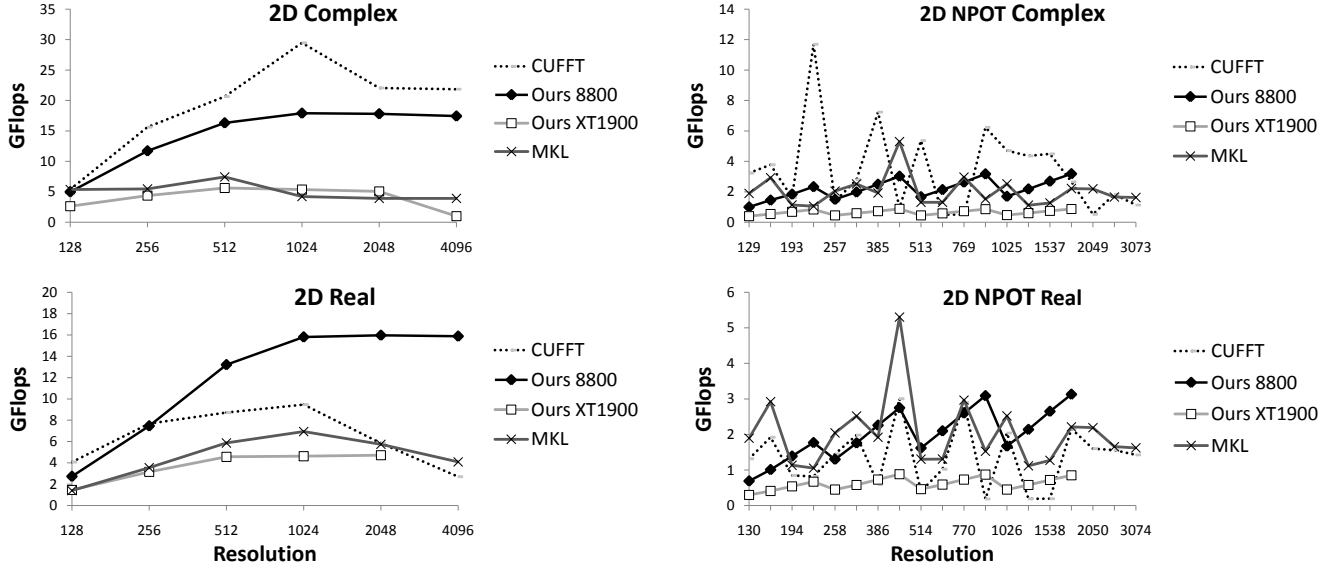 2D Complex
35
30
25
20
15
10
5
0
GFlops
128 256 512 1024 2048 4096
CUFFT
Ours 8800
Ours XT1900
MKL
2D NPOT Complex
14
12
10
8
6
4
2
0
GFlops
129 193 257 385 513 769 1025 1537 2049 3073
CUFFT
Ours 8800
Ours XT1900
MKL
2D Real
20
18
16
14
12
10
8
6
4
2
0
GFlops
128 256 512 1024 2048 4096
Resolution
CUFFT
Ours 8800
Ours XT1900
MKL
2D NPOT Real
6
5
4
3
2
1
0
GFlops
130 194 258 386 514 770 1026 1538 2050 3074
Resolution
CUFFT
Ours 8800
Ours XT1900
MKL